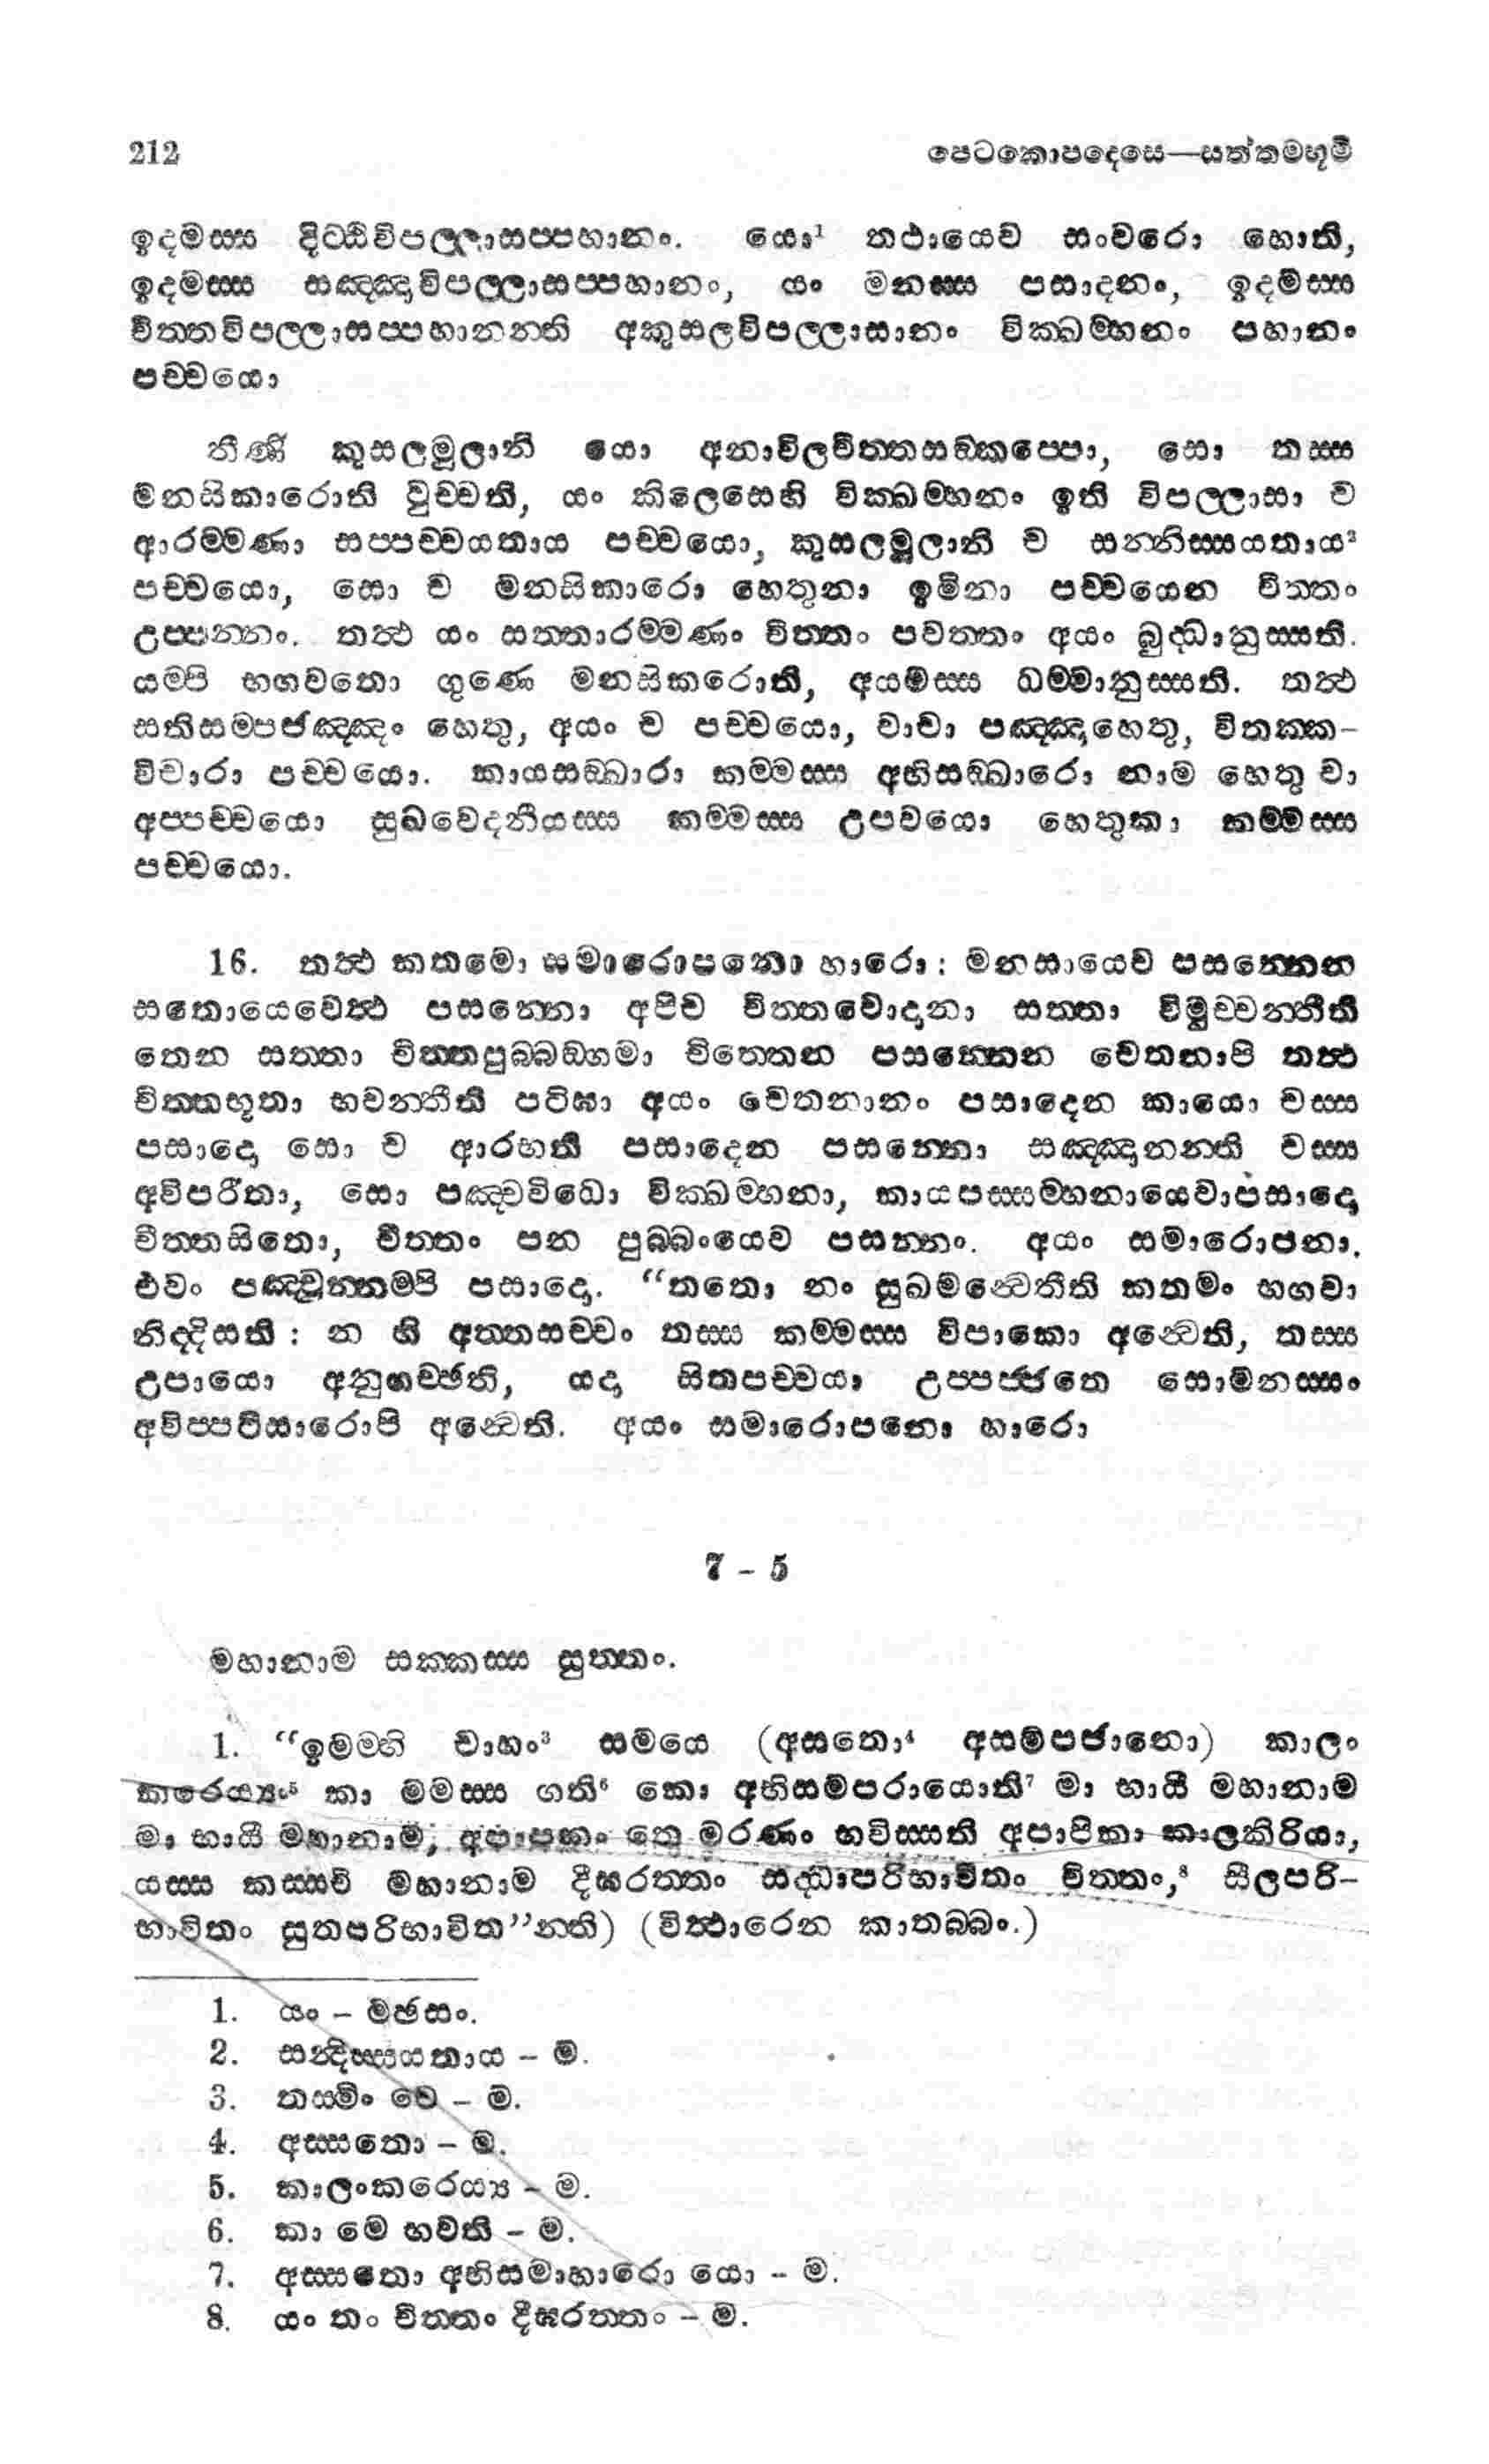 212 පෙටකොපදෙසෙ—සත්තමභූමි
ඉදමස්ස දිට්ඨිවිපල්ලාසප්පහානං. යො¹ තථායෙව සංවරො හොති,
ඉදමස්ස සඤ්ඤාවිපල්ලාසප්පහානං, යං මනස්ස පසාදනං, ඉදමස්ස
චිත්තවිපල්ලාසප්පහානන්ති අකුසලවිපල්ලාසානං වික්ඛම්භනං පහානං
පච්චයො
තීණි කුසලමූලානි යො අනාවිලචිත්තසඞ්කප්පො, සො තස්ස
මනසිකාරොති වුච්චති, යං කිලෙසෙහි වික්ඛම්භනං ඉති විපල්ලාසා ච
ආරම්මණා සප්පච්චයතාය පච්චයො, කුසලමූලානි ච සන්නිස්සයතාය²
පච්චයො, සො ච මනසිකාරො හෙතුනා ඉමිනා පච්චයෙන චිත්තං
උප්පන්නං. තත්ථ යං සත්තාරම්මණං චිත්තං පවත්තං අයං බුද්ධානුස්සති.
යම්පි භගවතො ගුණෙ මනසිකරොති, අයමස්ස ධම්මානුස්සති. තත්ථ
සතිසම්පජඤ්ඤං හෙතු, අයං ච පච්චයො, වාචා පඤ්ඤාහෙතු, විතක්ක-
විචාරා පච්චයො. කායසඞ්ඛාරා කම්මස්ස අභිසඞ්ඛාරො නාම හෙතු වා
අප්පච්චයො සුඛවෙදනීයස්ස කම්මස්ස උපචයො හෙතුකා කම්මස්ස
පච්චයො.
16. තත්ථ කතමො සමාරොපනො හාරො : මනසායෙව පසන්නෙන
සතොයෙවෙත්ථ පසන්නො අපිච චිත්තවොදානා සත්තා විමුච්චන්තීති
තෙන සත්තා චිත්තපුබ්බඞ්ගමා චිත්තෙන පසන්නෙන චෙතනාපි තත්ථ
චිත්තභූතා භවන්තීති පටිඝා අයං චෙතනානං පසාදෙන කායො චස්ස
පසාදො සො ච ආරභති පසාදෙන පසන්නො සඤ්ඤානන්ති චස්ස
අවිපරීතා, සො පඤ්චවිධො වික්ඛම්භනා, කායපස්සම්භනායෙවාපසාදො
චිත්තසිතො, චිත්තං පන පුබ්බංයෙව පසන්නං. අයං සමාරොපනා.
එවං පඤ්චුන්නම්පි පසාදො. “තතො නං සුඛමන්වෙතීති කතමං භගවා
නිද්දිසති : න හි අත්තසච්චං තස්ස කම්මස්ස විපාකො අන්වෙති, තස්ස
උපායො අනුගච්ඡති, යදා සිතපච්චයා උප්පජ්ජතෙ සොමනස්සං
අවිප්පටිසාරොපි අන්වෙති. අයං සමාරොපනො හාරො
7 - 5
මහානාම සක්කස්ස සුත්තං.
1. “ඉමම්හි චාහං³ සමයෙ (අසතො⁴ අසම්පජානො) කාලං
කරෙය්‍යං⁵ කා මමස්ස ගති⁶ කො අභිසම්පරායොති⁷ මා භායී මහානාම
මා භායී මහානාම, අපාපකං තෙ මරණං භවිස්සති අපාපිකා කාලකිරියා,
යස්ස කස්සචි මහානාම දීඝරත්තං සද්ධාපරිභාවිතං චිත්තං,⁸ සීලපරි-
භාවිතං සුතපරිභාවිත”න්ති) (විත්ථාරෙන කාතබ්බං.)
1. යං - මඡසං.
2. සන්දිස්සයතාය - ම.
3. තස්මිං වෙ - ම.
4. අස්සතො - ම.
5. කාලංකරෙය්‍ය - ම.
6. කා මෙ භවති - ම.
7. අස්සතො අභිසමාහාරො යො - ම.
8. යං තං චිත්තං දීඝරත්තං - ම.